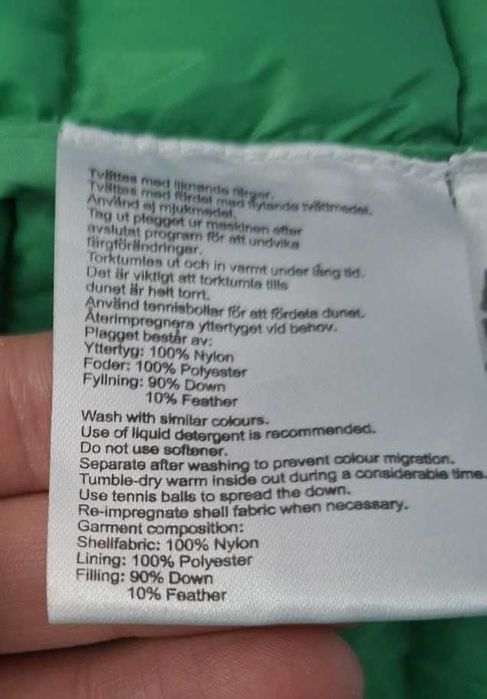 Tvättas med liknande färger.
Tvättas med fördel med flytande tvättmedel.
Använd ej mjukmedel.
Tag ut plagget ur maskinen efter
avslutat program för att undvika
färgförändringar.
Torktumlas ut och in varmt under lång tid.
Det är viktigt att torktumla tills
dunet är helt torrt.
Använd tennisbollar för att fördela dunet.
Återimpregnera yttertyget vid behov.
Plagget består av:
Yttertyg: 100% Nylon
Foder: 100% Polyester
Fyllning: 90% Down
10% Feather
Wash with similar colours.
Use of liquid detergent is recommended.
Do not use softener.
Separate after washing to prevent colour migration.
Tumble-dry warm inside out during a considerable time.
Use tennis balls to spread the down.
Re-impregnate shell fabric when necessary.
Garment composition:
Shellfabric: 100% Nylon
Lining: 100% Polyester
Filling: 90% Down
10% Feather